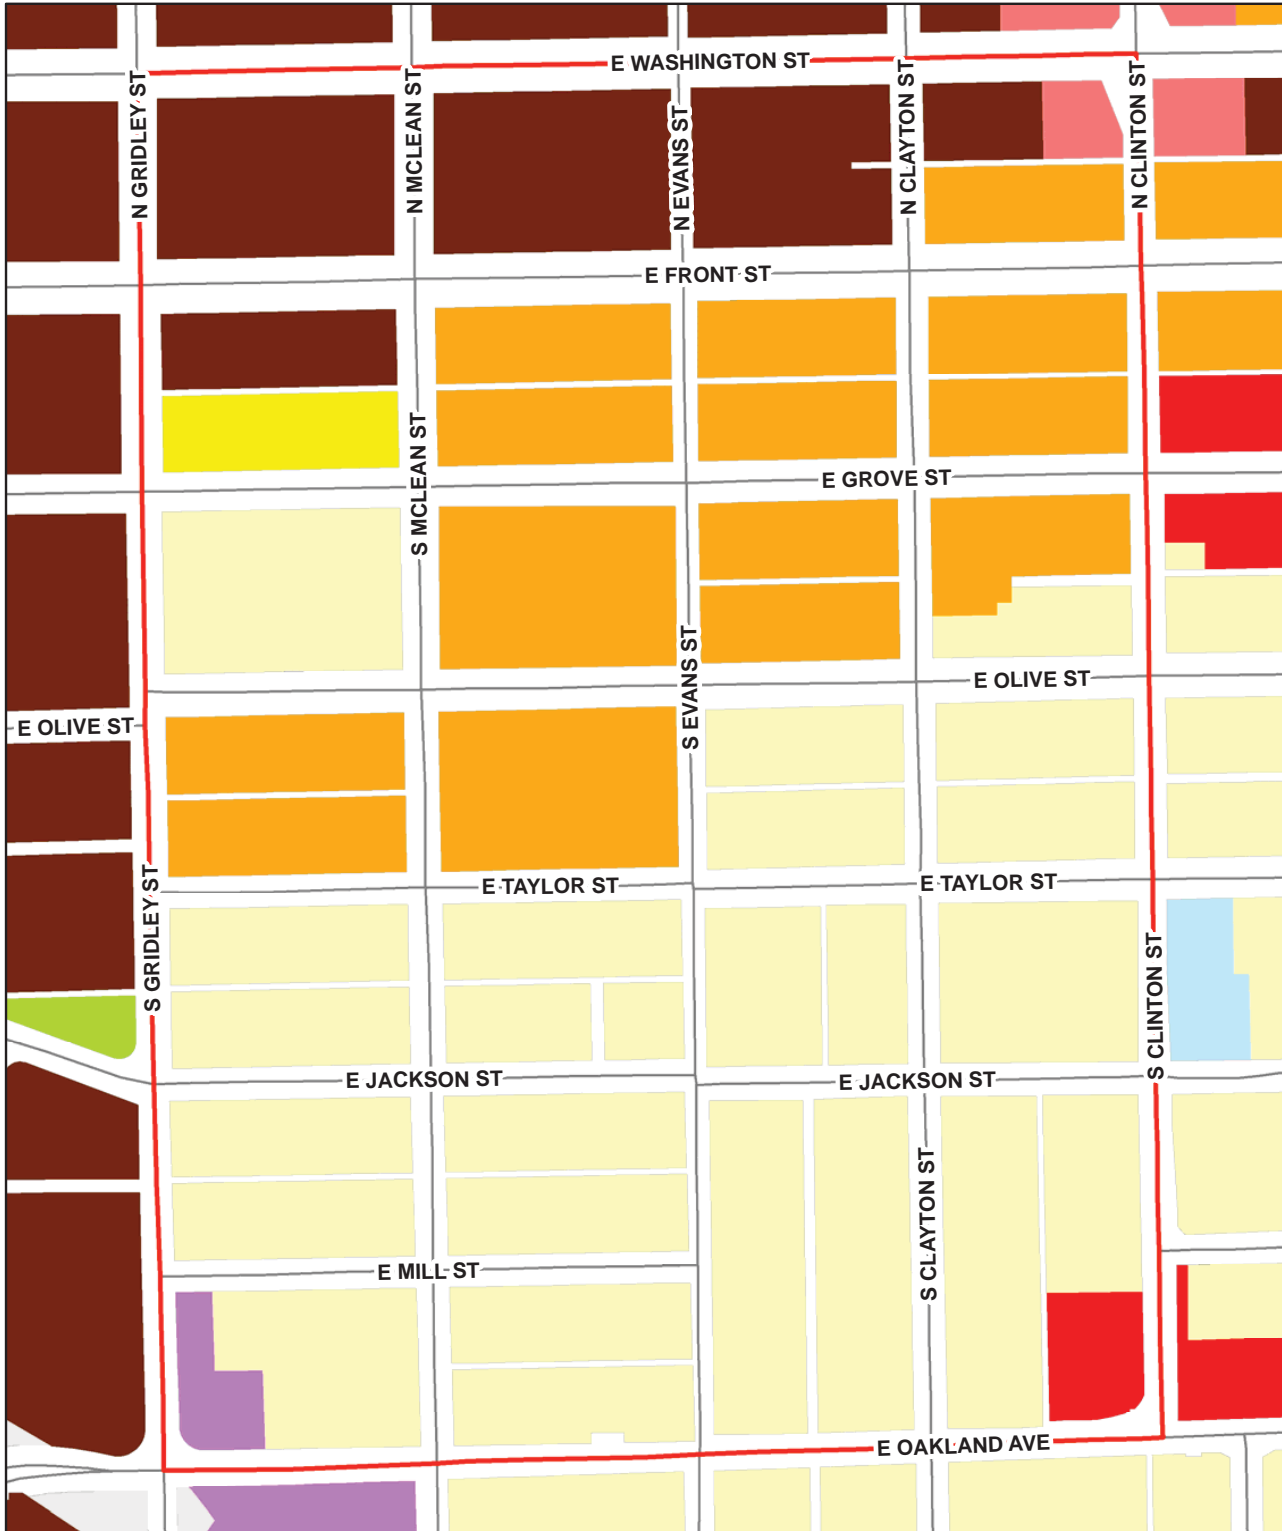 E WASHINGTON ST
N GRIDLEY ST
N MCLEAN ST
N EVANS ST
N CLAYTON ST
N CLINTON ST
E FRONT ST
S MCLEAN ST
E GROVE ST
S EVANS ST
E OLIVE ST
E OLIVE ST
E TAYLOR ST
E TAYLOR ST
S GRIDLEY ST
S CLINTON ST
E JACKSON ST
E JACKSON ST
S CLAYTON ST
E MILL ST
E OAKLAND AVE